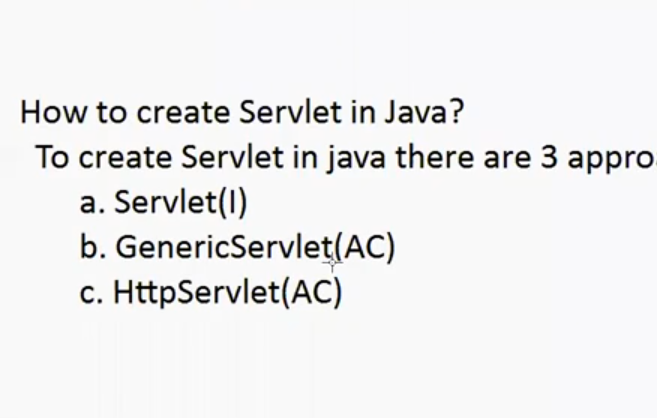 How to create Servlet in Java?
To create Servlet in java there are 3 appro
a. Servlet(I)
b. GenericServlet(AC)
c. HttpServlet(AC)